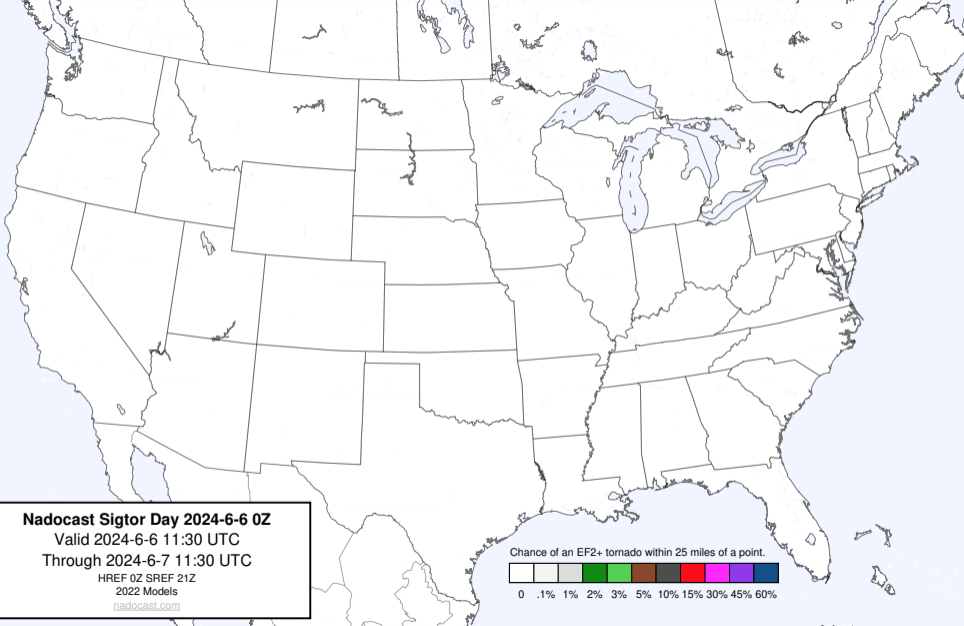 Nadocast Sigtor Day 2024-6-6 0Z
Valid 2024-6-6 11:30 UTC
Through 2024-6-7 11:30 UTC
HREF 0Z SREF 21Z
2022 Models
nadocast.com
Chance of an EF2+ tornado within 25 miles of a point.
0 .1% 1% 2% 3% 5% 10% 15% 30% 45% 60%